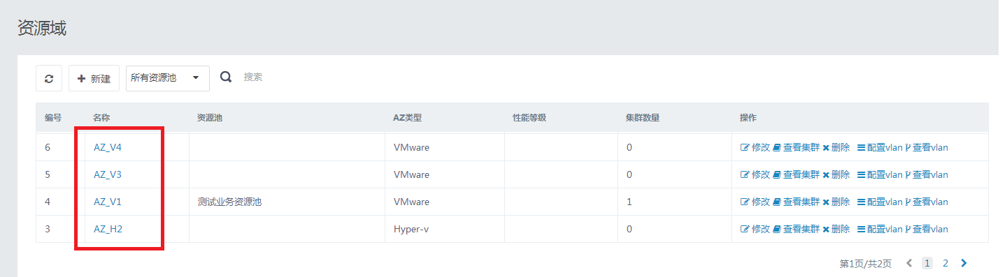 资源域
新建 所有资源池 搜索
编号 名称 资源池 AZ类型 性能等级 集群数量 操作
6 AZ_V4 VMware 0 修改 查看集群 删除 配置vlan 查看vlan
5 AZ_V3 VMware 0 修改 查看集群 删除 配置vlan 查看vlan
4 AZ_V1 测试业务资源池 VMware 1 修改 查看集群 删除 配置vlan 查看vlan
3 AZ_H2 Hyper-v 0 修改 查看集群 删除 配置vlan 查看vlan
第1页/共2页 1 2